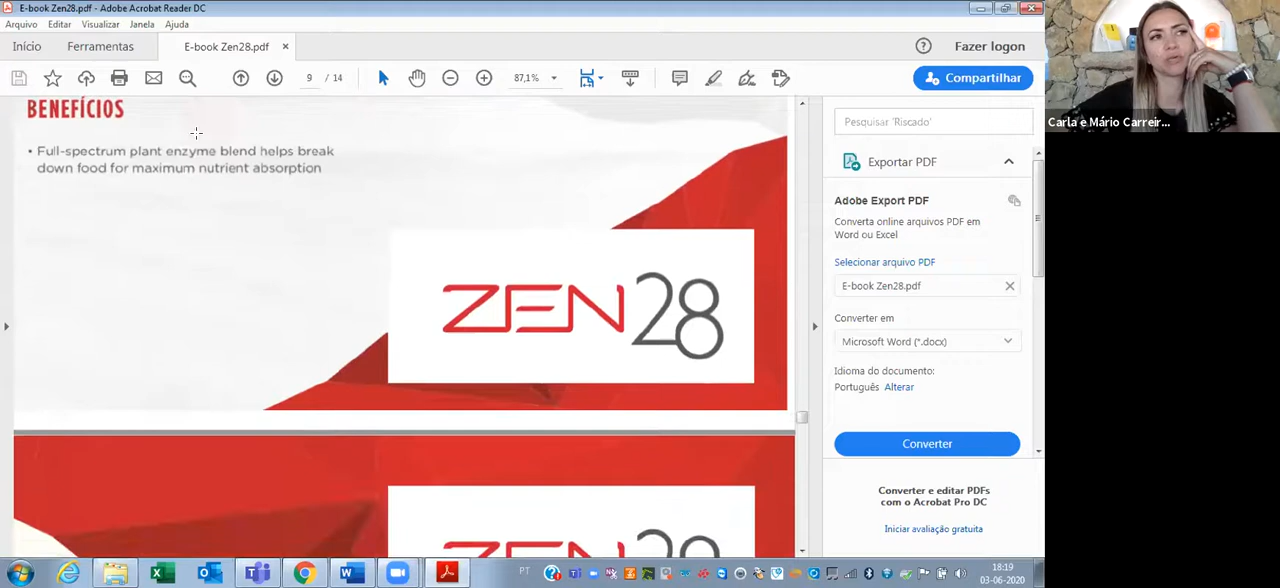 E-book Zen28.pdf - Adobe Acrobat Reader DC
Arquivo Editar Visualizar Janela Ajuda
Início Ferramentas E-book Zen28.pdf × Fazer logon
9 / 14 87,1% Compartilhar
Carla e Mário Carreir...
BENEFÍCIOS
• Full-spectrum plant enzyme blend helps break
down food for maximum nutrient absorption
ZEN28
ZEN28
Pesquisar 'Riscado'
Exportar PDF
Adobe Export PDF
Converta online arquivos PDF em
Word ou Excel
Selecionar arquivo PDF
E-book Zen28.pdf
Converter em
Microsoft Word (*.docx)
Idioma do documento:
Português Alterar
Converter
Converter e editar PDFs
com o Acrobat Pro DC
Iniciar avaliação gratuita
PT
18:19
03-06-2020